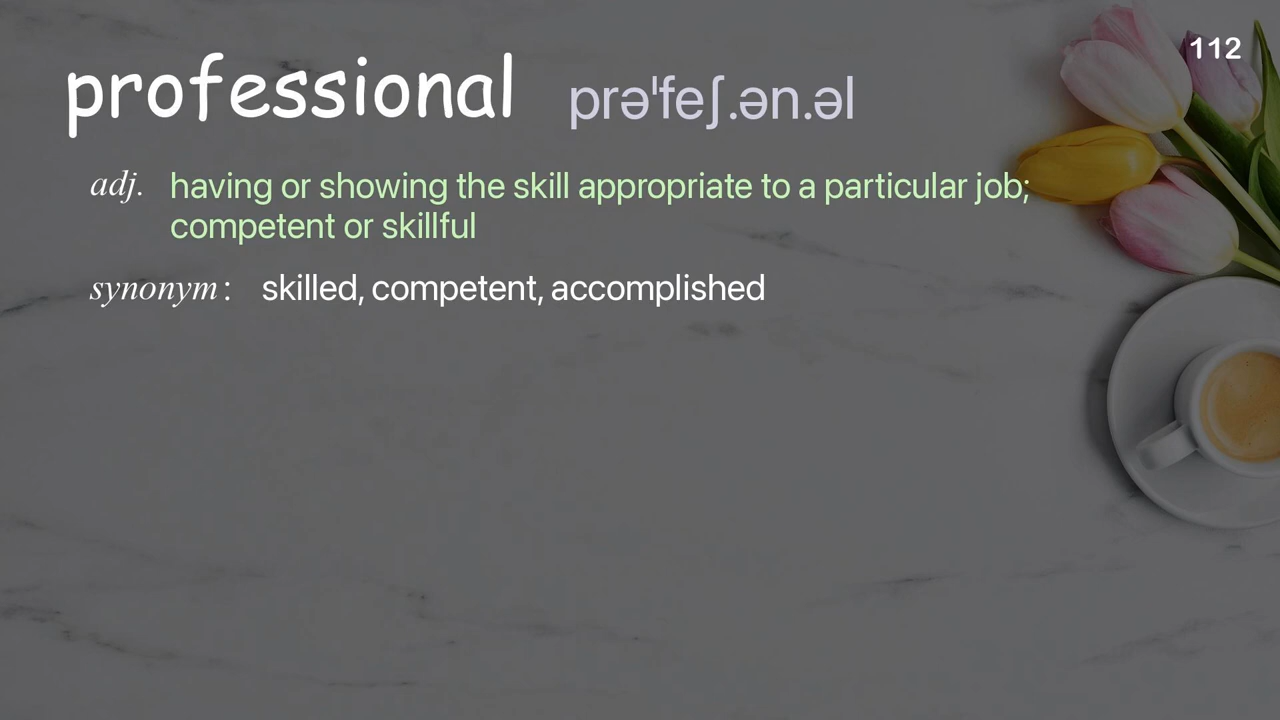 112
professional prəˈfeʃ.ən.əl
adj. having or showing the skill appropriate to a particular job;
competent or skillful
synonym: skilled, competent, accomplished